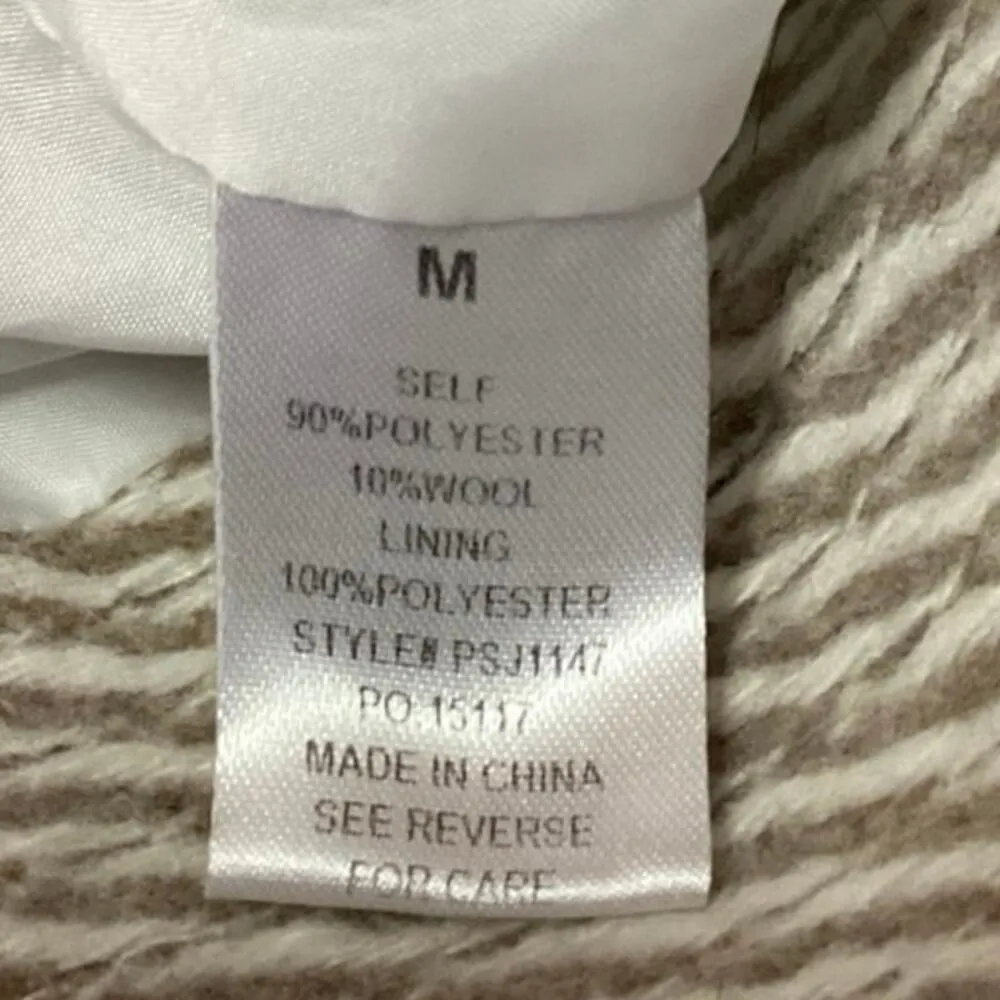 M
SELF
90%POLYESTER
10%WOOL
LINING
100%POLYESTER
STYLE# PSJ1147
PO:15117
MADE IN CHINA
SEE REVERSE
FOR CARE